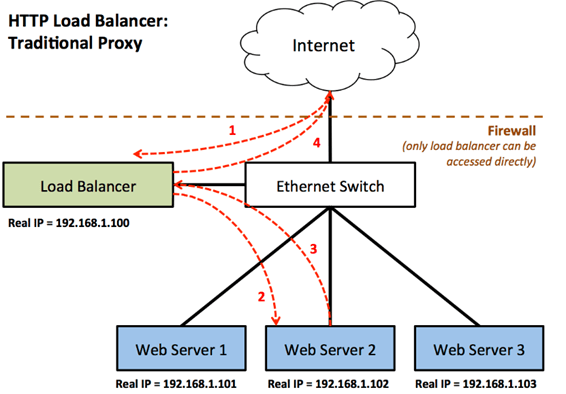 HTTP Load Balancer:
Traditional Proxy
Internet
1
4
Firewall
(only load balancer can be
accessed directly)
Load Balancer
Ethernet Switch
Real IP = 192.168.1.100
3
2
Web Server 1
Web Server 2
Web Server 3
Real IP = 192.168.1.101
Real IP = 192.168.1.102
Real IP = 192.168.1.103